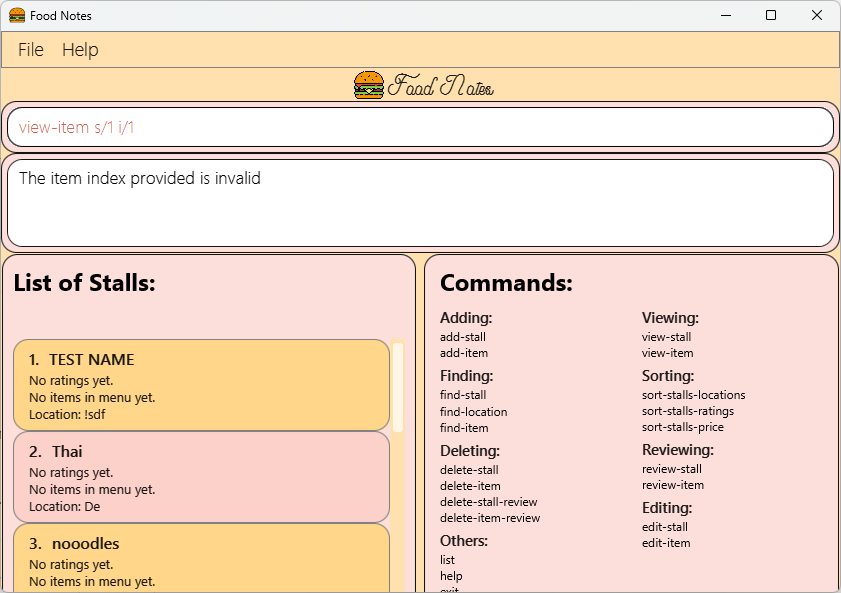 Food Notes
File Help
Food Notes
view-item s/1 i/1
The item index provided is invalid
List of Stalls:
1. TEST NAME
No ratings yet.
No items in menu yet.
Location: !sdf
2. Thai
No ratings yet.
No items in menu yet.
Location: De
3. nooodles
No ratings yet.
No items in menu yet.
Commands:
Adding:
add-stall
add-item
Finding:
find-stall
find-location
find-item
Deleting:
delete-stall
delete-item
delete-stall-review
delete-item-review
Others:
list
help
exit
Viewing:
view-stall
view-item
Sorting:
sort-stalls-locations
sort-stalls-ratings
sort-stalls-price
Reviewing:
review-stall
review-item
Editing:
edit-stall
edit-item